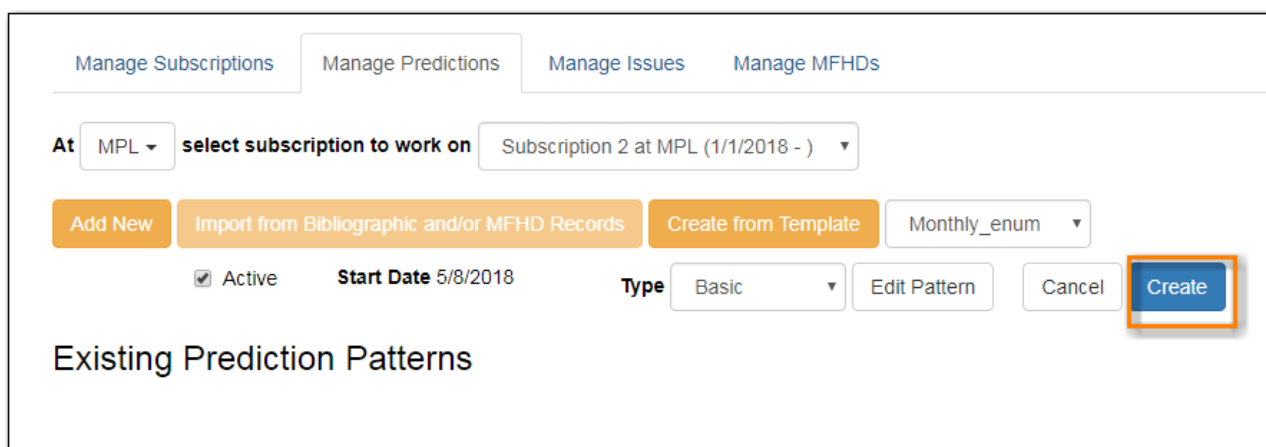 Manage Subscriptions Manage Predictions Manage Issues Manage MFHDs
At MPL select subscription to work on Subscription 2 at MPL (1/1/2018 - )
Add New Import from Bibliographic and/or MFHD Records Create from Template Monthly_enum
Active Start Date 5/8/2018 Type Basic Edit Pattern Cancel Create
Existing Prediction Patterns